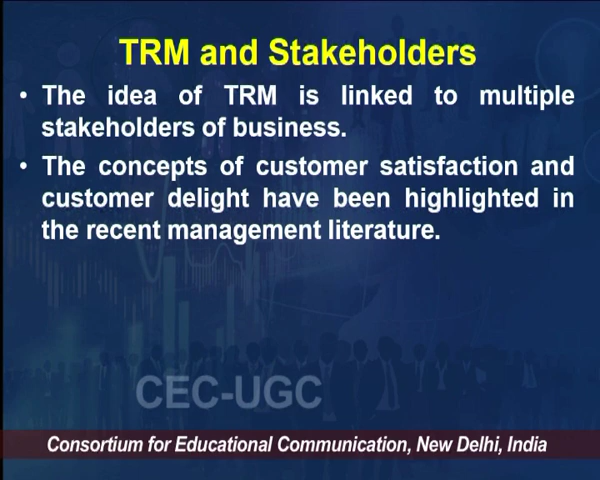 TRM and Stakeholders
• The idea of TRM is linked to multiple
stakeholders of business.
• The concepts of customer satisfaction and
customer delight have been highlighted in
the recent management literature.
CEC-UGC
Consortium for Educational Communication, New Delhi, India